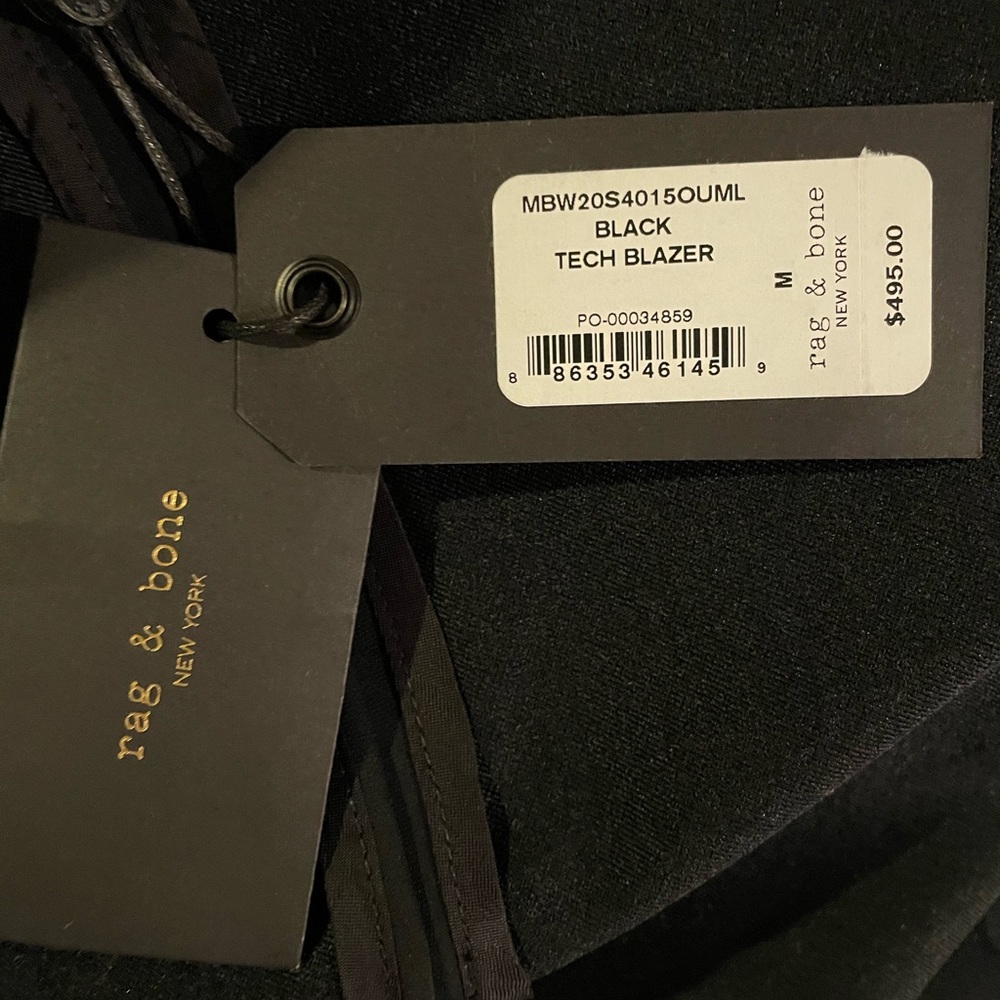 MBW20S4015OUML
BLACK
TECH BLAZER
PO-00034859
8 86353 46145 9
M
rag & bone
NEW YORK
$495.00
rag & bone
NEW YORK